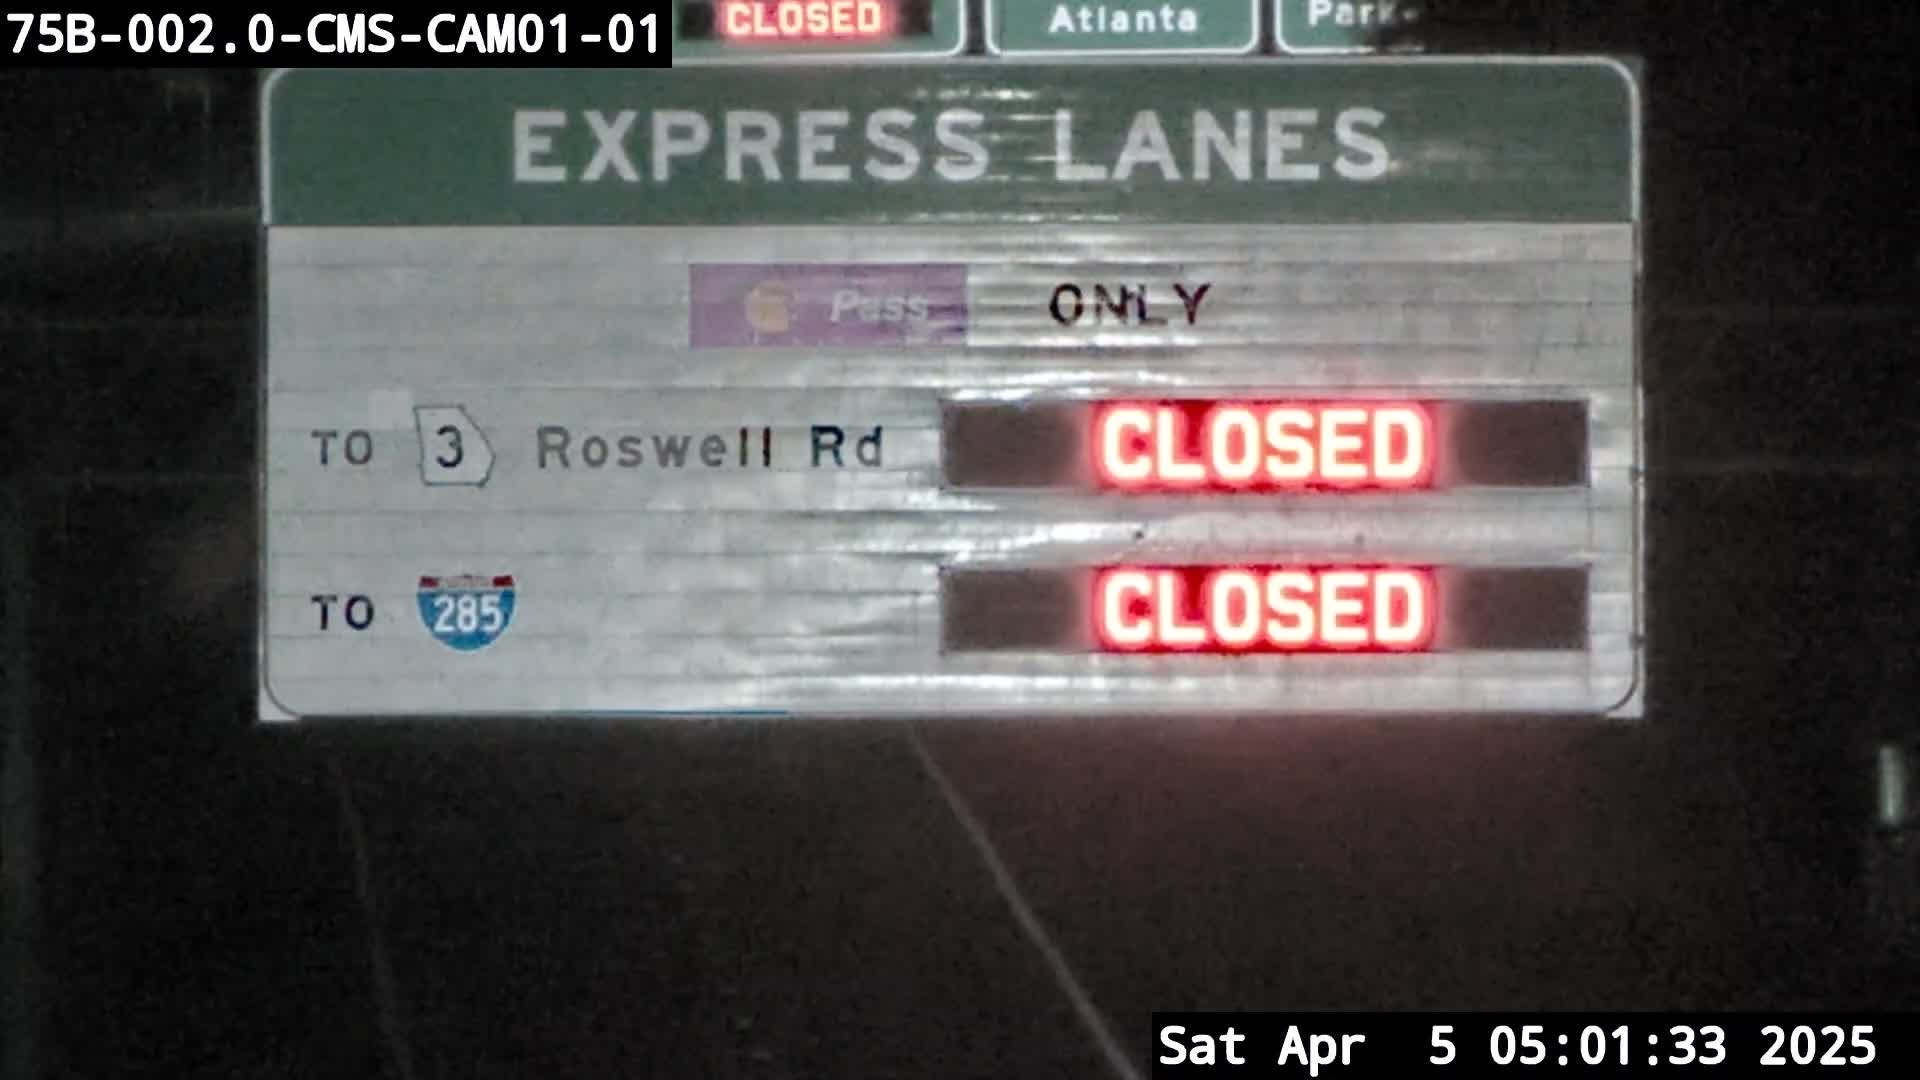 75B-002.0-CMS-CAM01-01
CLOSED
Atlanta
EXPRESS LANES
Pass ONLY
TO 3 Roswell Rd CLOSED
TO 285 CLOSED
Sat Apr 5 05:01:33 2025